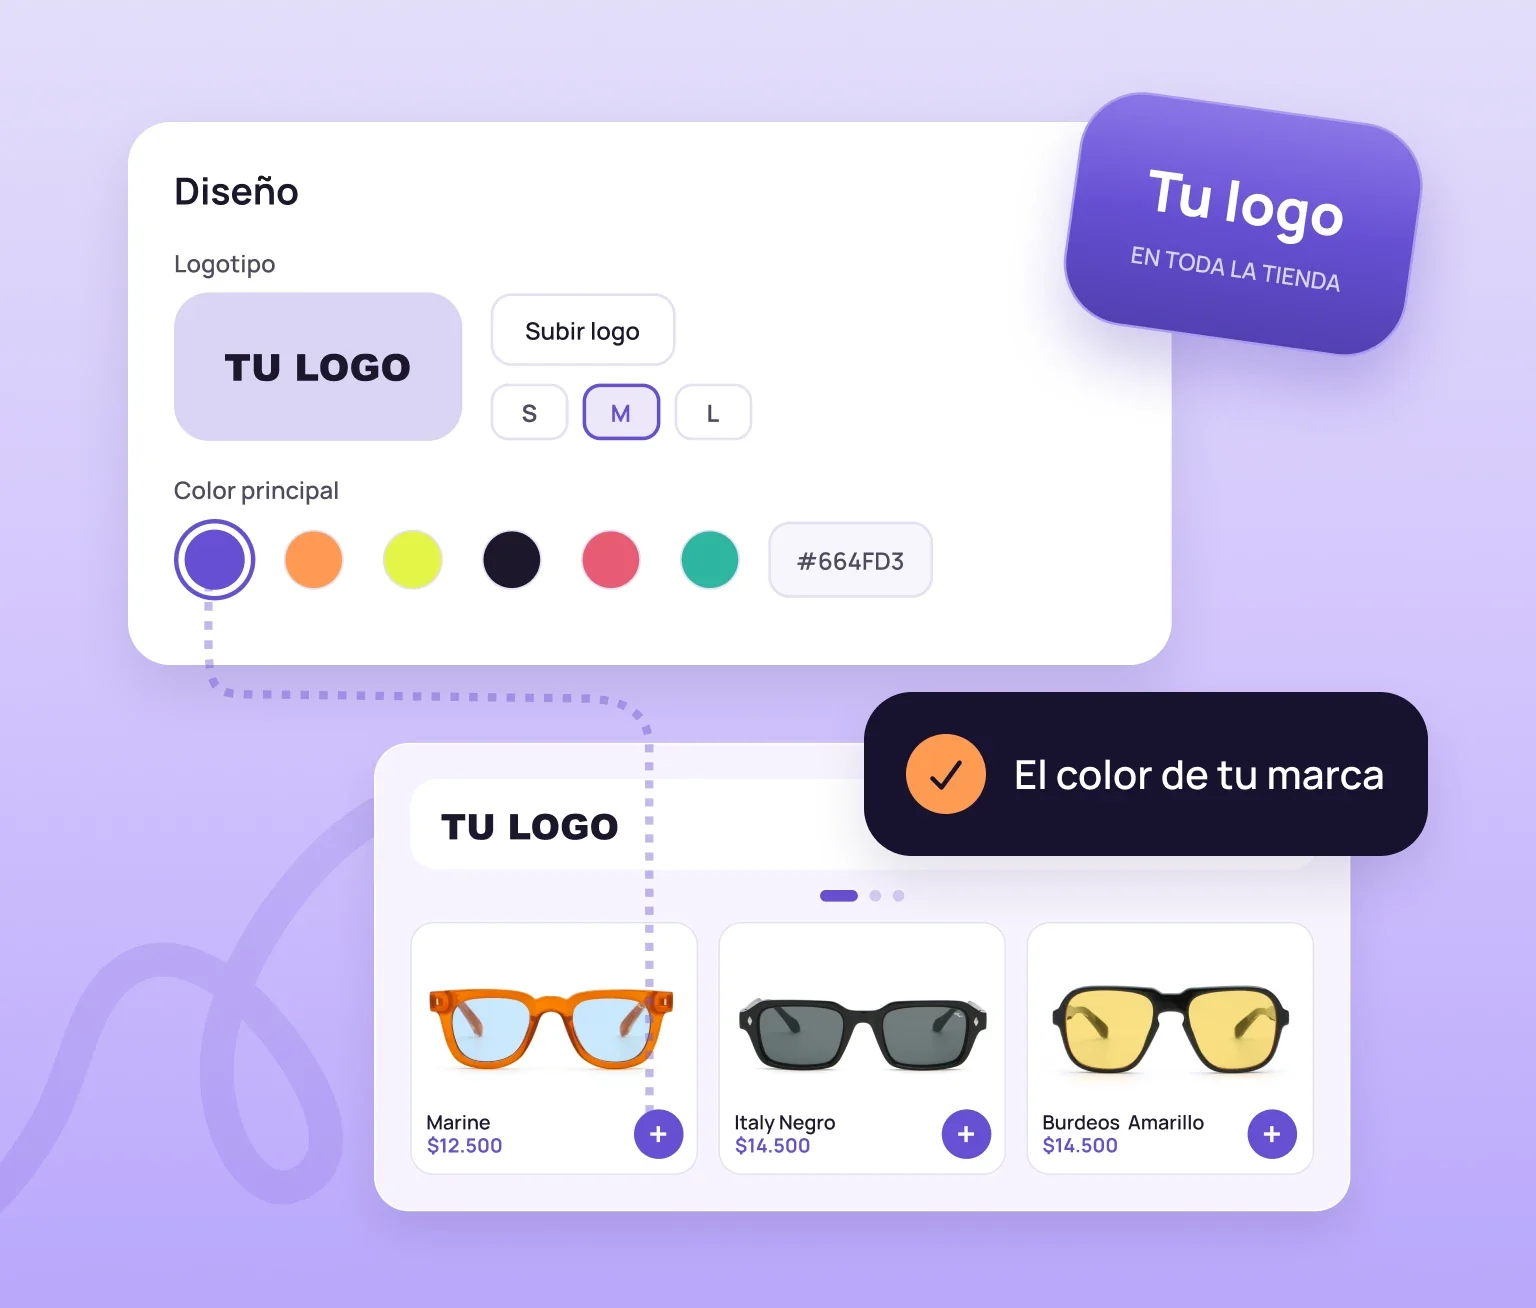 Diseño
Tu logo
EN TODA LA TIENDA
Logotipo
TU LOGO
Subir logo
S M L
Color principal
#664FD3
El color de tu marca
TU LOGO
Marine
$12.500
Italy Negro
$14.500
Burdeos Amarillo
$14.500